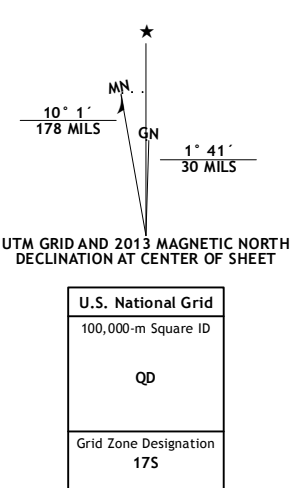 ★
MN
GN
10° 1´
178 MILS
1° 41´
30 MILS
UTM GRID AND 2013 MAGNETIC NORTH
DECLINATION AT CENTER OF SHEET
U.S. National Grid
100,000-m Square ID
QD
Grid Zone Designation
17S